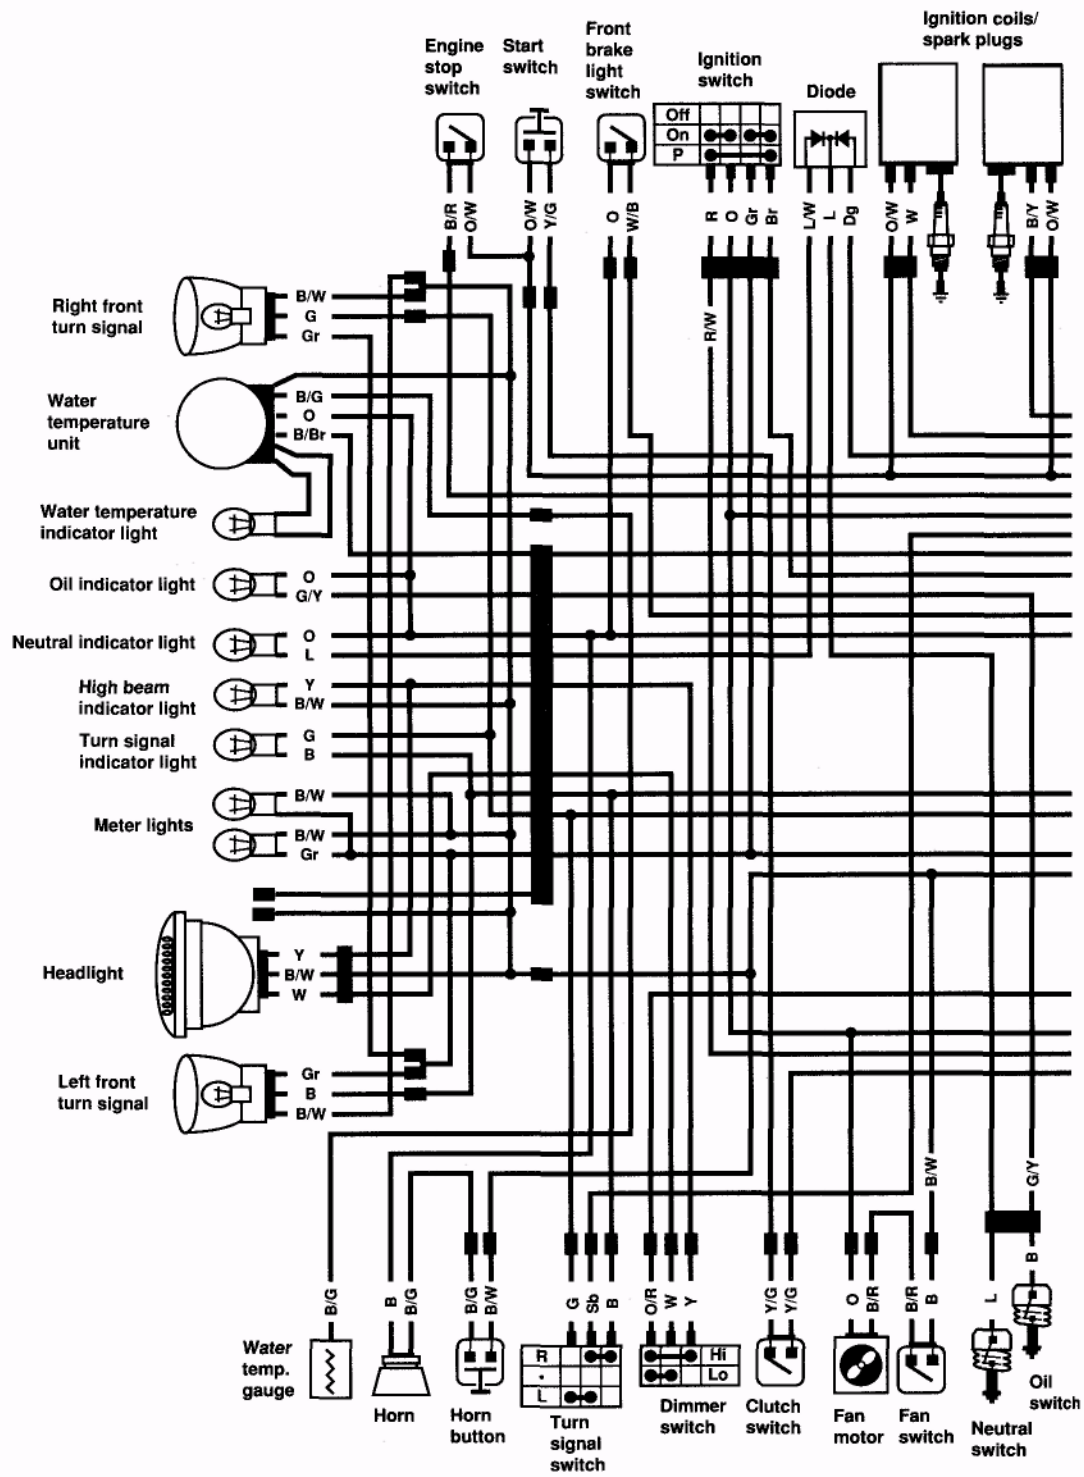 Ignition coils/
spark plugs
Engine
stop
switch
Start
switch
Front
brake
light
switch
Ignition
switch
Diode
Off
On
P
B/R
O/W
O/W
Y/G
O
W/B
R
O
Gr
Br
L/W
L
Dg
O/W
W
B/Y
O/W
R/W
Right front
turn signal
B/W
G
Gr
Water
temperature
unit
B/G
O
B/Br
Water temperature
indicator light
Oil indicator light
O
G/Y
Neutral indicator light
O
L
High beam
indicator light
Y
B/W
Turn signal
indicator light
G
B
Meter lights
B/W
B/W
Gr
Headlight
Y
B/W
W
Left front
turn signal
Gr
B
B/W
B/W
G/Y
B
B/G
B
B/G
B/G
B/W
G
Sb
B
O/R
W
Y
Y/G
Y/G
O
B/R
B/R
B
L
Water
temp.
gauge
Horn
Horn
button
R
L
Turn
signal
switch
Hi
Lo
Dimmer
switch
Clutch
switch
Fan
motor
Fan
switch
Neutral
switch
Oil
switch